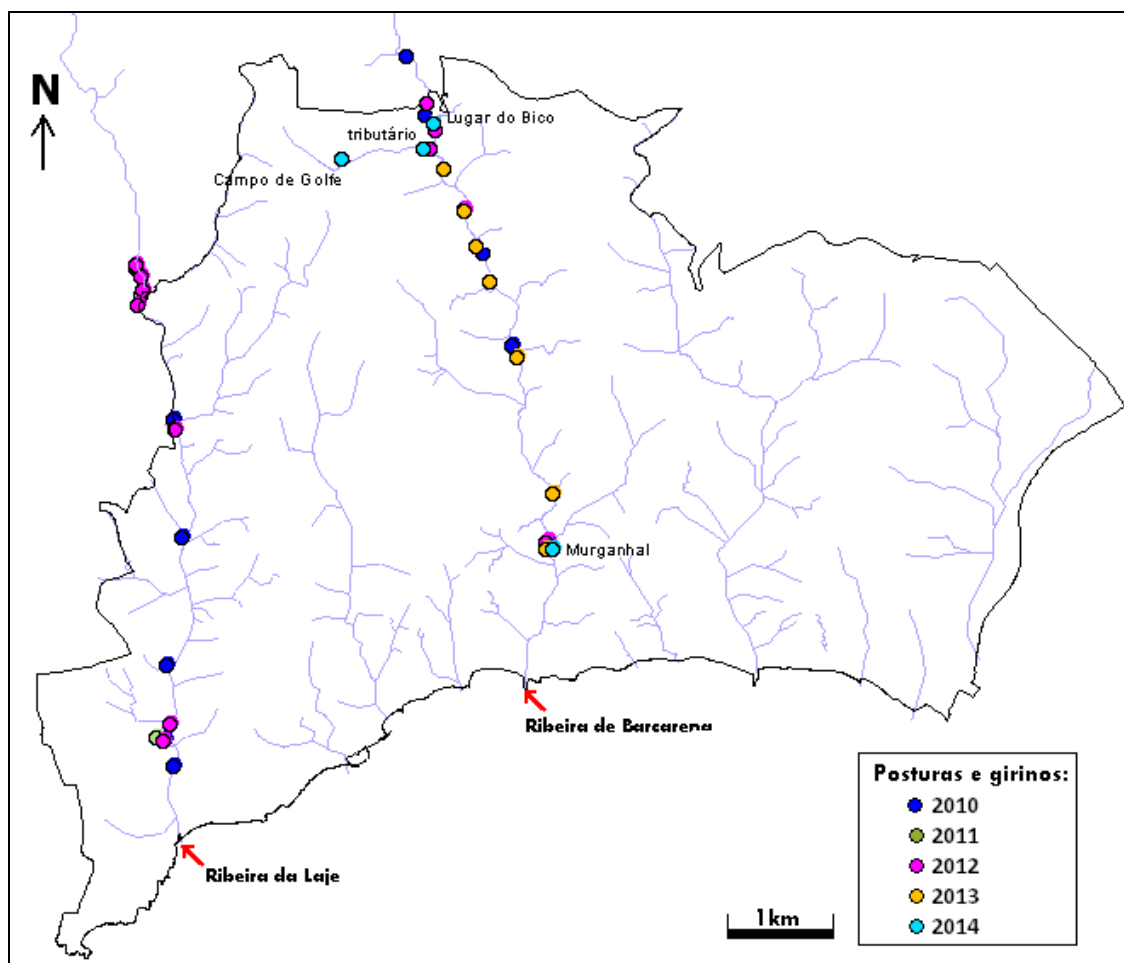 N
Lugar do Bico
tributário
Campo de Golfe
Murganhal
Ribeira de Barcarena
Ribeira da Laje
1km
Posturas e girinos:
2010
2011
2012
2013
2014